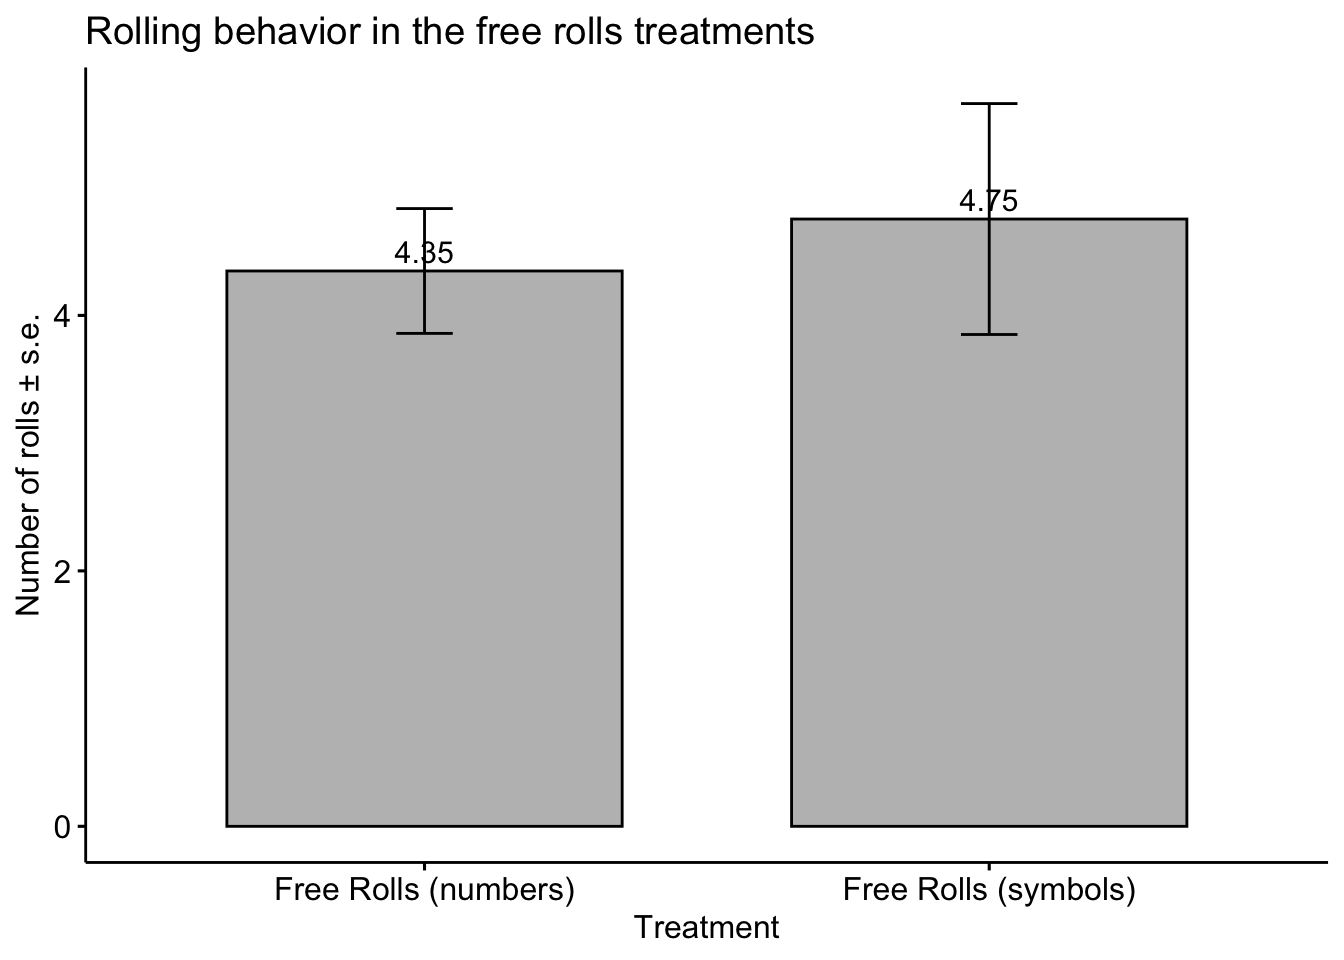 Rolling behavior in the free rolls treatments
Number of rolls ± s.e.
4
2
0
4.35
4.75
Free Rolls (numbers)
Free Rolls (symbols)
Treatment